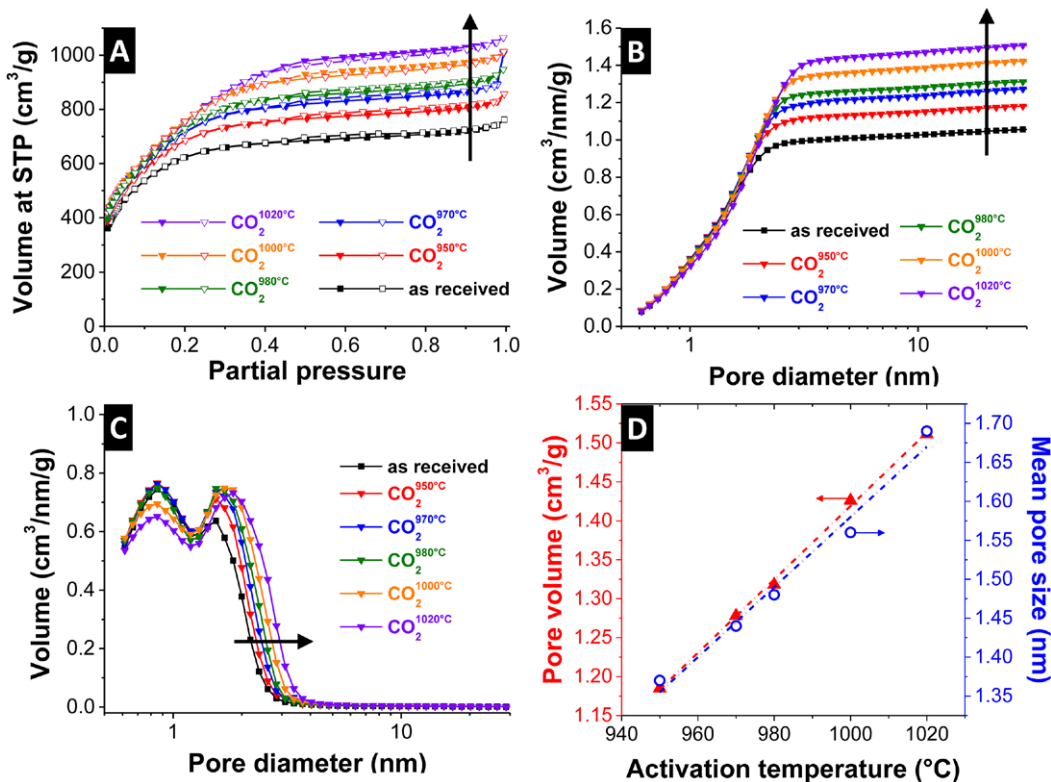 A
Volume at STP (cm³/g)
1000
800
600
400
200
0
0.0 0.2 0.4 0.6 0.8 1.0
Partial pressure
CO₂^1020°C
CO₂^970°C
CO₂^1000°C
CO₂^950°C
CO₂^980°C
as received
B
Volume (cm³/nm/g)
1.6
1.4
1.2
1.0
0.8
0.6
0.4
0.2
0.0
1 10
Pore diameter (nm)
as received
CO₂^980°C
CO₂^950°C
CO₂^1000°C
CO₂^970°C
CO₂^1020°C
C
Volume (cm³/nm/g)
1.0
0.8
0.6
0.4
0.2
0.0
1 10
Pore diameter (nm)
as received
CO₂^950°C
CO₂^970°C
CO₂^980°C
CO₂^1000°C
CO₂^1020°C
D
Pore volume (cm³/g)
1.55
1.50
1.45
1.40
1.35
1.30
1.25
1.20
1.15
940 960 980 1000 1020
Activation temperature (°C)
1.70
1.65
1.60
1.55
1.50
1.45
1.40
1.35
Mean pore size (nm)